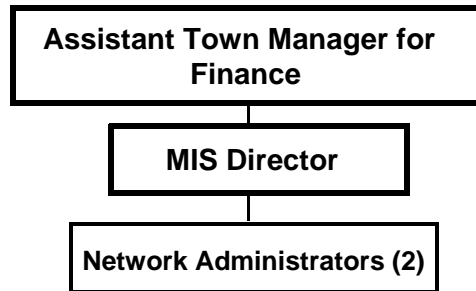 Assistant Town Manager for
Finance
MIS Director
Network Administrators (2)